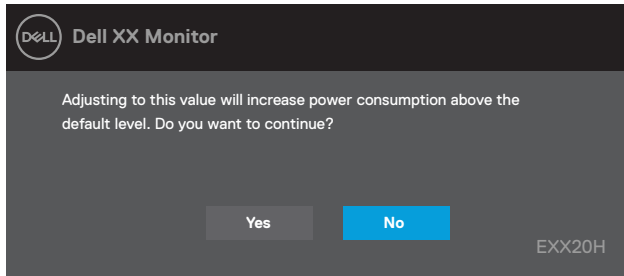 DELL Dell XX Monitor
Adjusting to this value will increase power consumption above the
default level. Do you want to continue?
Yes No
EXX20H